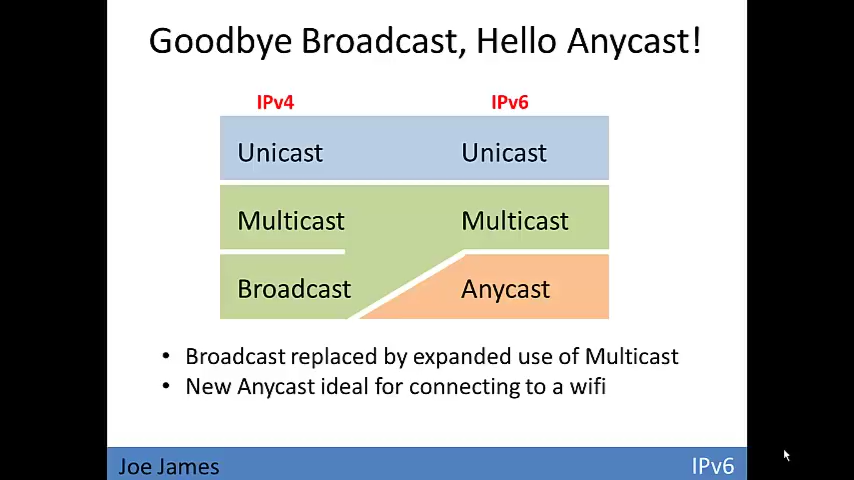 Goodbye Broadcast, Hello Anycast!
IPv4 IPv6
Unicast Unicast
Multicast Multicast
Broadcast Anycast
• Broadcast replaced by expanded use of Multicast
• New Anycast ideal for connecting to a wifi
Joe James IPv6